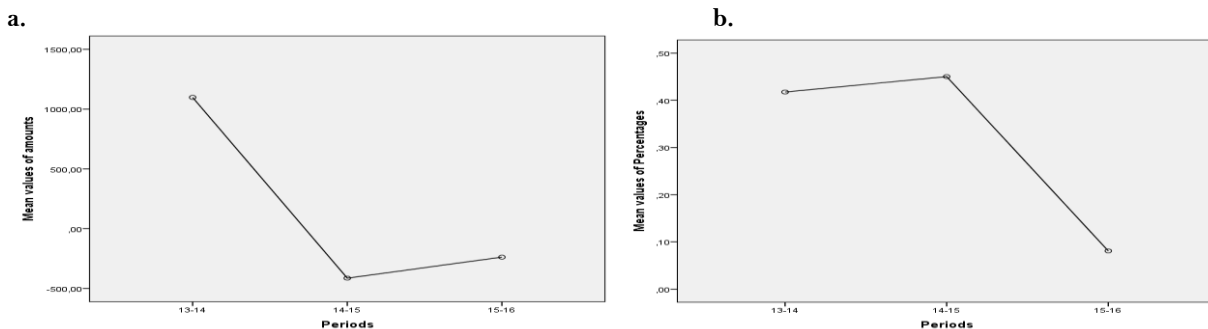 a.
Mean values of amounts
1500,00
1000,00
500,00
,00
-500,00
13-14
14-15
15-16
Periods
b.
Mean values of Percentages
,50
,40
,30
,20
,10
,00
13-14
14-15
15-16
Periods